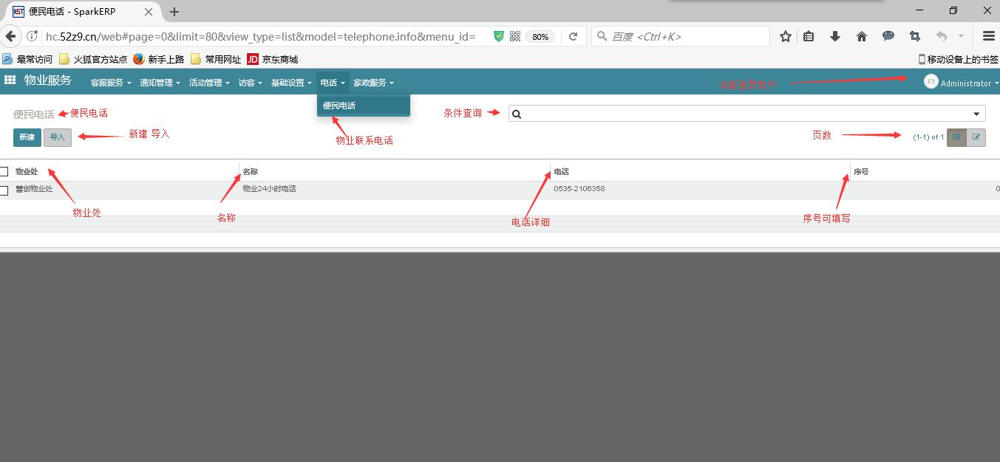 HST 便民电话 - SparkERP
hc.52z9.cn/web#page=0&limit=80&view_type=list&model=telephone.info&menu_id=
80%
百度 <Ctrl+K>
最常访问 火狐官方站点 新手上路 常用网址 JD 京东商城
移动设备上的书签
物业服务 客服服务 通知管理 活动管理 访客 基础设置 电话 家政服务
当前登录用户
Administrator
便民电话
便民电话
便民电话
条件查询
物业联系电话
新建 导入
新建 导入
页数
(1-1) of 1
物业处 名称 电话 序号
慧创物业处 物业24小时电话 0535-2106358 0
物业处
名称
电话详细
序号可填写